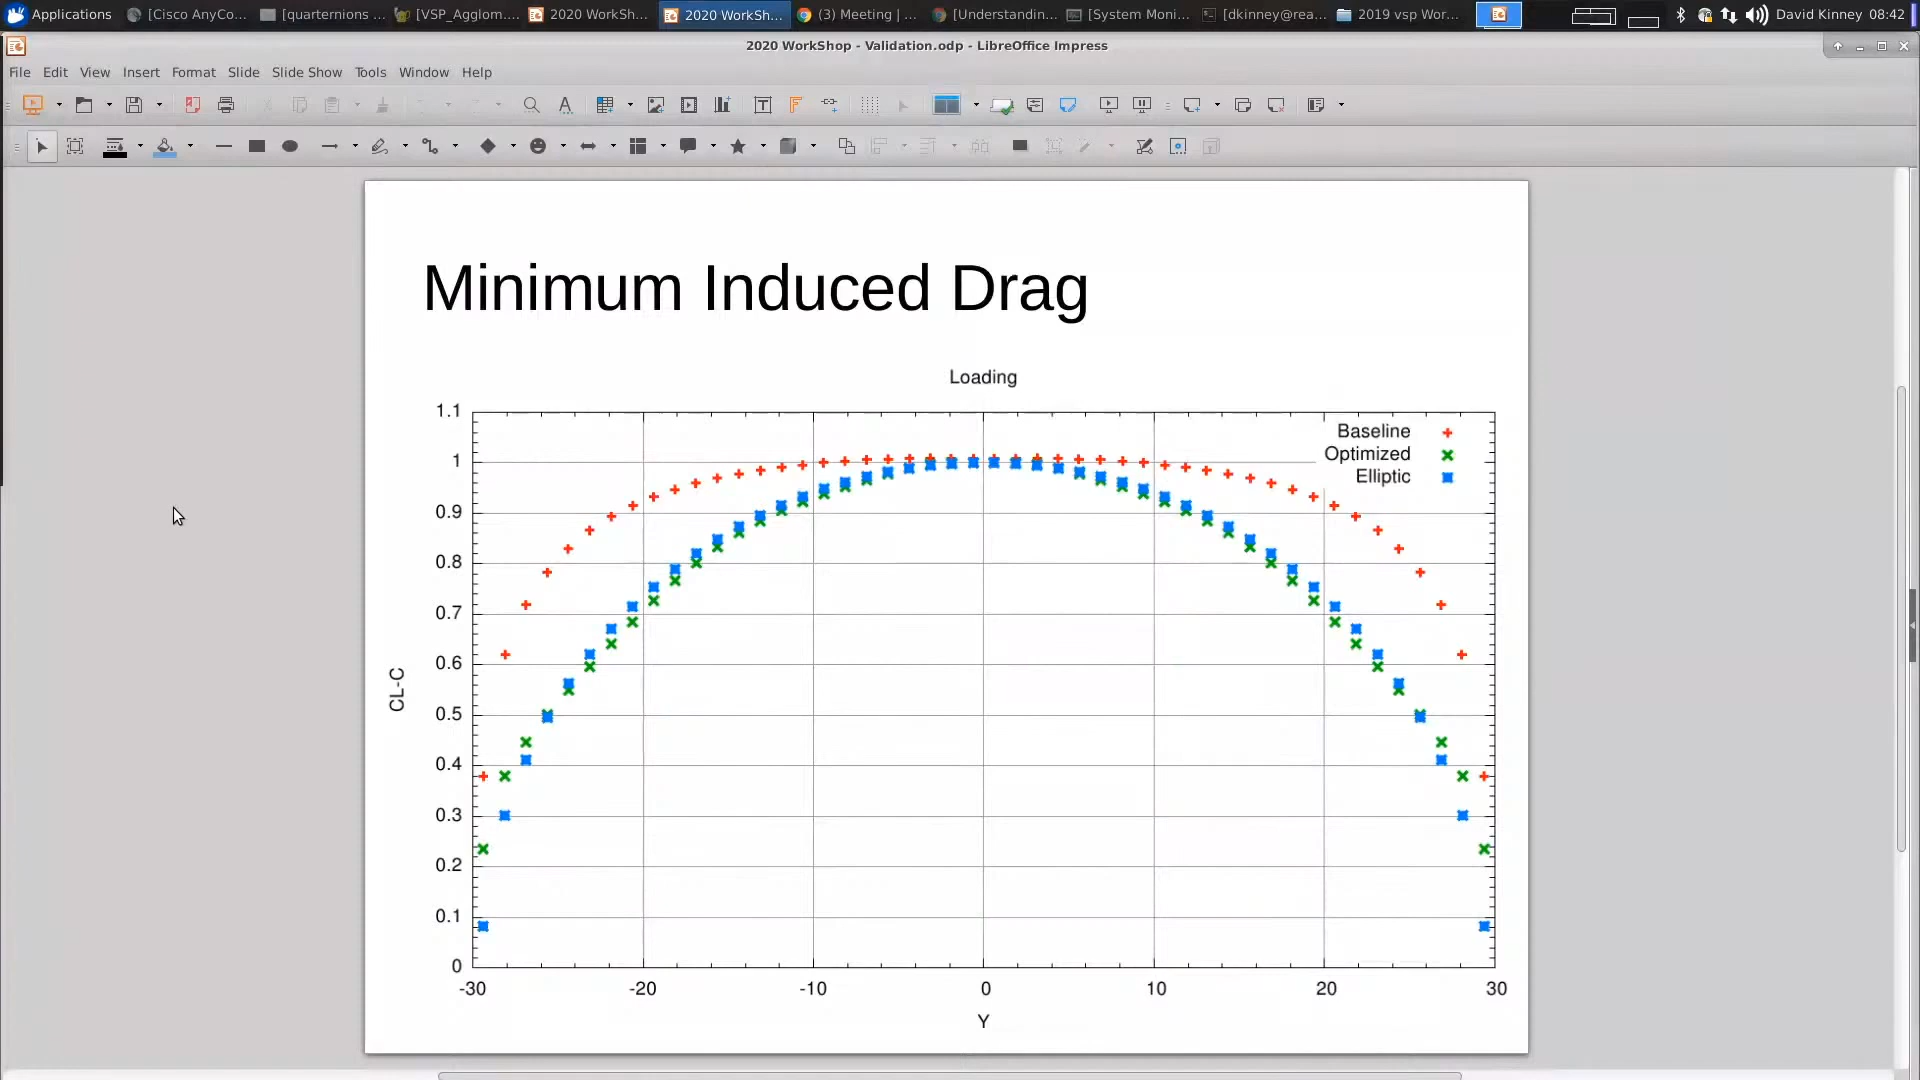 Applications [Cisco AnyCo... [quarternions ... [VSP_Agglom.... 2020 WorkSh... 2020 WorkSh... (3) Meeting | ... [Understandin... [System Moni... [dkinney@rea... 2019 vsp Wor... David Kinney 08:42
2020 WorkShop - Validation.odp - LibreOffice Impress
File Edit View Insert Format Slide Slide Show Tools Window Help
Minimum Induced Drag
Loading
Baseline
Optimized
Elliptic
1.1
1
0.9
0.8
0.7
0.6
0.5
0.4
0.3
0.2
0.1
0
CL-C
-30 -20 -10 0 10 20 30
Y